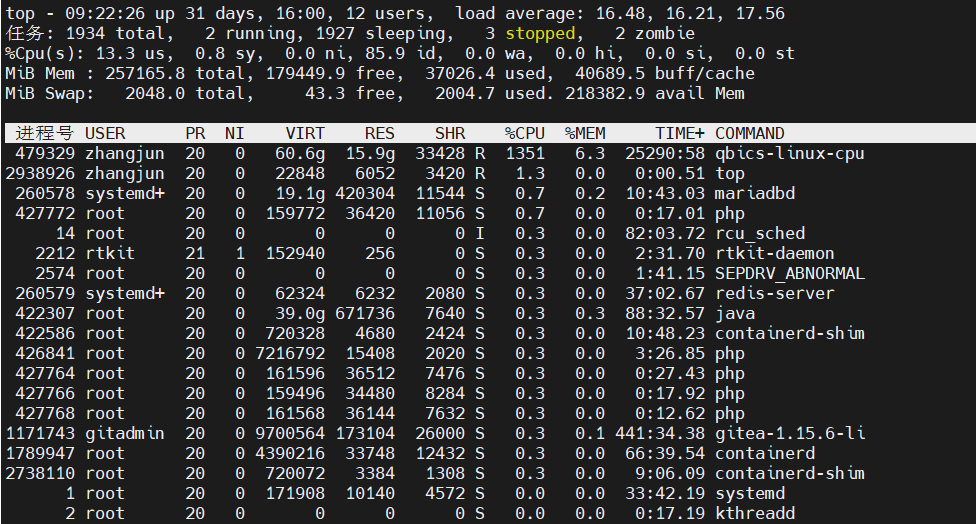 top - 09:22:26 up 31 days, 16:00, 12 users,  load average: 16.48, 16.21, 17.56
任务: 1934 total,   2 running, 1927 sleeping,   3 stopped,   2 zombie
%Cpu(s): 13.3 us,  0.8 sy,  0.0 ni, 85.9 id,  0.0 wa,  0.0 hi,  0.0 si,  0.0 st
MiB Mem : 257165.8 total, 179449.9 free,  37026.4 used,  40689.5 buff/cache
MiB Swap:   2048.0 total,     43.3 free,   2004.7 used. 218382.9 avail Mem
进程号 USER      PR  NI    VIRT    RES    SHR   %CPU  %MEM     TIME+ COMMAND
479329 zhangjun  20   0   60.6g  15.9g  33428 R  1351   6.3  25290:58 qbics-linux-cpu
2938926 zhangjun  20   0   22848   6052   3420 R   1.3   0.0   0:00.51 top
260578 systemd+  20   0   19.1g 420304  11544 S   0.7   0.2  10:43.03 mariadbd
427772 root      20   0  159772  36420  11056 S   0.7   0.0   0:17.01 php
14 root      20   0       0      0      0 I   0.3   0.0  82:03.72 rcu_sched
2212 rtkit     21   1  152940    256      0 S   0.3   0.0   2:31.70 rtkit-daemon
2574 root      20   0       0      0      0 S   0.3   0.0   1:41.15 SEPDRV_ABNORMAL
260579 systemd+  20   0   62324   6232   2080 S   0.3   0.0  37:02.67 redis-server
422307 root      20   0   39.0g 671736   7640 S   0.3   0.3  88:32.57 java
422586 root      20   0  720328   4680   2424 S   0.3   0.0  10:48.23 containerd-shim
426841 root      20   0 7216792  15408   2020 S   0.3   0.0   3:26.85 php
427764 root      20   0  161596  36512   7476 S   0.3   0.0   0:27.43 php
427766 root      20   0  159496  34480   8284 S   0.3   0.0   0:17.92 php
427768 root      20   0  161568  36144   7632 S   0.3   0.0   0:12.62 php
1171743 gitadmin  20   0 9700564 173104  26000 S   0.3   0.1 441:34.38 gitea-1.15.6-li
1789947 root      20   0 4390216  33748  12432 S   0.3   0.0  66:39.54 containerd
2738110 root      20   0  720072   3384   1308 S   0.3   0.0   9:06.09 containerd-shim
1 root      20   0  171908  10140   4572 S   0.0   0.0  33:42.19 systemd
2 root      20   0       0      0      0 S   0.0   0.0   0:17.19 kthreadd